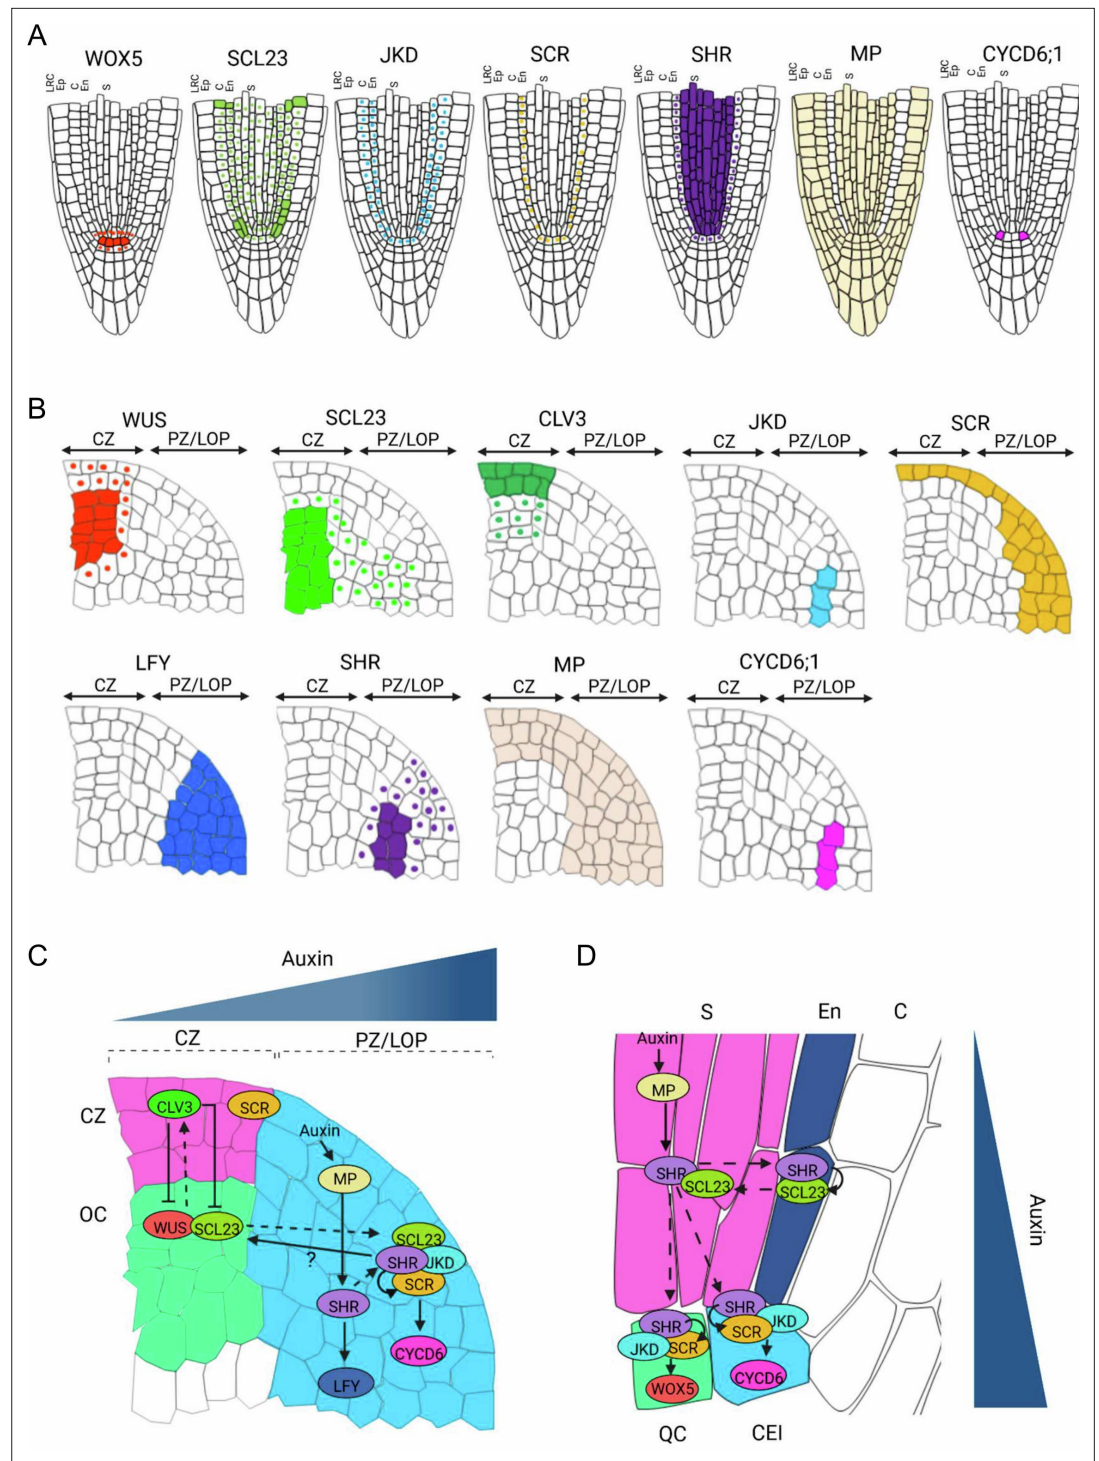 A
WOX5 SCL23 JKD SCR SHR MP CYCD6;1
LRC Ep C En S LRC Ep C En S LRC Ep C En S LRC Ep C En S LRC Ep C En S LRC Ep C En S LRC Ep C En S
B
WUS SCL23 CLV3 JKD SCR
CZ PZ/LOP CZ PZ/LOP CZ PZ/LOP CZ PZ/LOP CZ PZ/LOP
LFY SHR MP CYCD6;1
CZ PZ/LOP CZ PZ/LOP CZ PZ/LOP CZ PZ/LOP
C
Auxin
CZ PZ/LOP
CZ
OC
CLV3 SCR
Auxin
MP
WUS SCL23
?
SCL23
SHR JKD
SCR
SHR
CYCD6
LFY
D
S En C
Auxin
MP
SHR SCL23
SHR
SCL23
SHR
JKD SCR
WOX5
SHR
JKD
SCR
CYCD6
QC CEI
Auxin